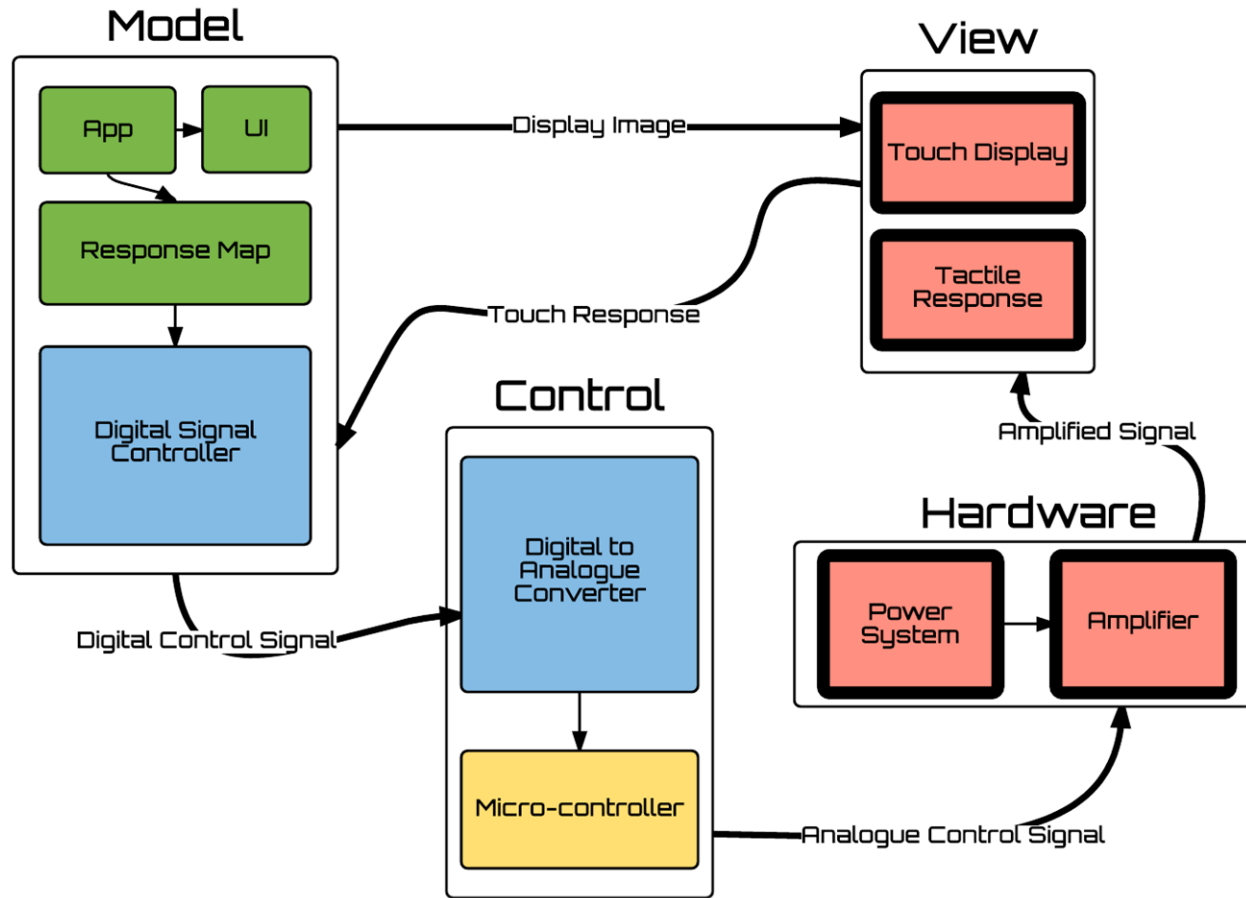 Model
App
UI
Response Map
Digital Signal
Controller
Display Image
View
Touch Display
Tactile
Response
Touch Response
Control
Digital to
Analogue
Converter
Micro-controller
Digital Control Signal
Amplified Signal
Hardware
Power
System
Amplifier
Analogue Control Signal